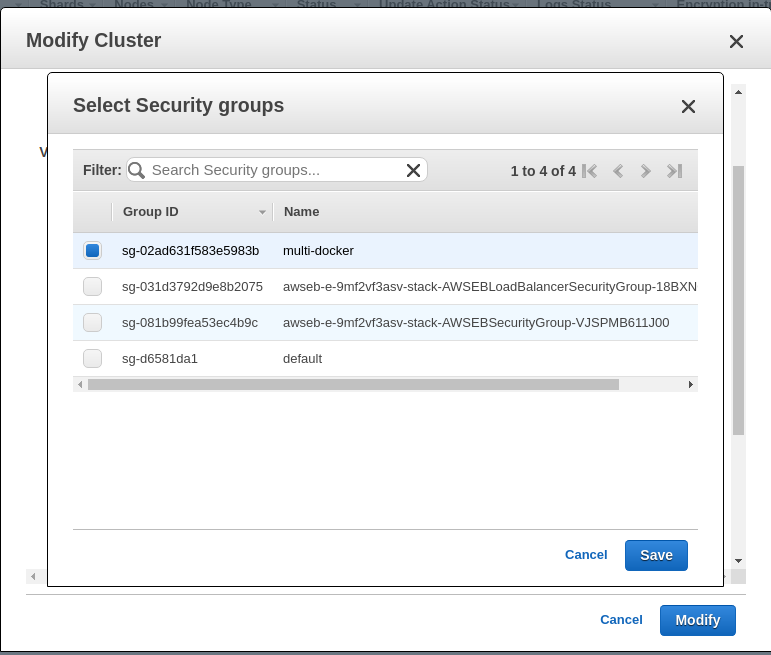 Shards Nodes Node Type Status Update Action Status Logs Status Encryption in-t
Modify Cluster
Select Security groups
V
Filter: Search Security groups... 1 to 4 of 4
Group ID Name
sg-02ad631f583e5983b multi-docker
sg-031d3792d9e8b2075 awseb-e-9mf2vf3asv-stack-AWSEBLoadBalancerSecurityGroup-18BXN
sg-081b99fea53ec4b9c awseb-e-9mf2vf3asv-stack-AWSEBSecurityGroup-VJSPMB611J00
sg-d6581da1 default
Cancel Save
Cancel Modify